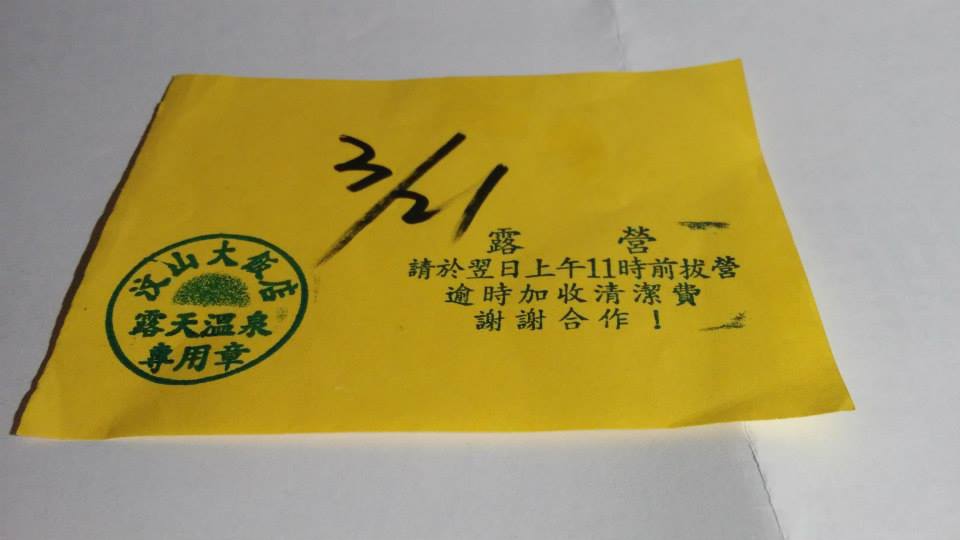 3/21
露營
請於翌日上午11時前拔營
逾時加收清潔費
謝謝合作！
汶山大飯店
露天溫泉
專用章